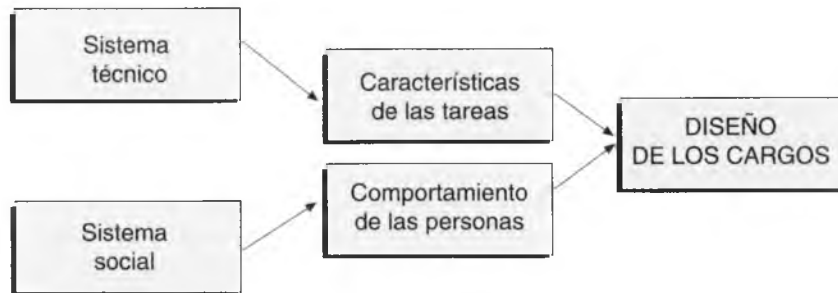 Sistema
técnico
Características
de las tareas
DISEÑO
DE LOS CARGOS
Comportamiento
de las personas
Sistema
social